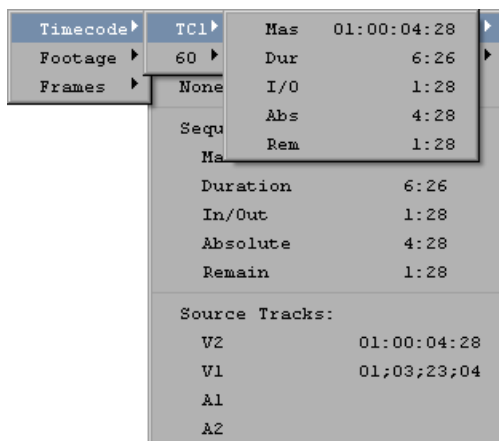 Timecode
Footage
Frames
TC1
60
Mas 01:00:04:28
Dur 6:26
I/O 1:28
Abs 4:28
Rem 1:28
None
Sequ
Ma
Duration 6:26
In/Out 1:28
Absolute 4:28
Remain 1:28
Source Tracks:
V2 01:00:04:28
V1 01;03;23;04
A1
A2